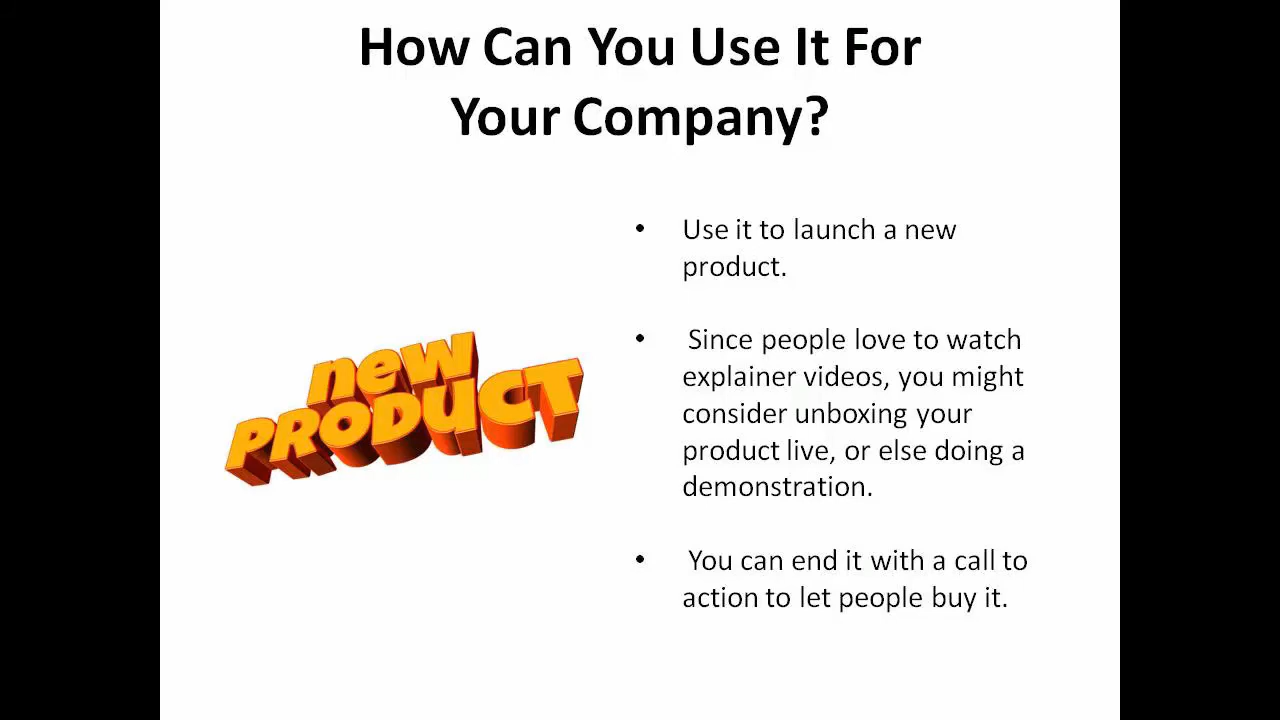 How Can You Use It For
Your Company?
new
PRODUCT
• Use it to launch a new
product.
• Since people love to watch
explainer videos, you might
consider unboxing your
product live, or else doing a
demonstration.
• You can end it with a call to
action to let people buy it.